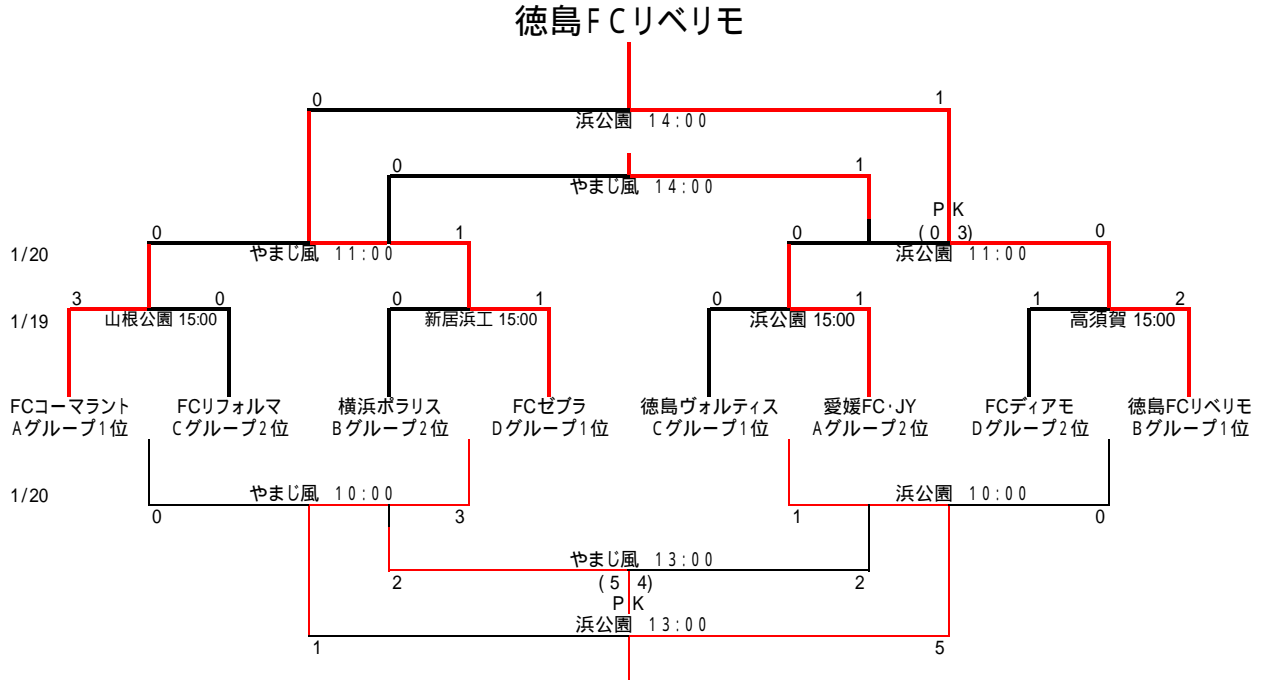 徳島FCリベリモ
0 1
浜公園 14:00
0 1
やまじ風 14:00
PK
0 1 0 (0 3) 0
1/20 やまじ風 11:00 浜公園 11:00
3 0 0 1 0 1 1 2
1/19 山根公園 15:00 新居浜工 15:00 浜公園 15:00 高須賀 15:00
FCコーマラント FCリフォルマ 横浜ポラリス FCゼブラ 徳島ヴォルティス 愛媛FC・JY FCディアモ 徳島FCリベリモ
Aグループ1位 Cグループ2位 Bグループ2位 Dグループ1位 Cグループ1位 Aグループ2位 Dグループ2位 Bグループ1位
1/20 やまじ風 10:00 浜公園 10:00
0 3 1 0
やまじ風 13:00
2 (5 4) 2
PK
浜公園 13:00
1 5